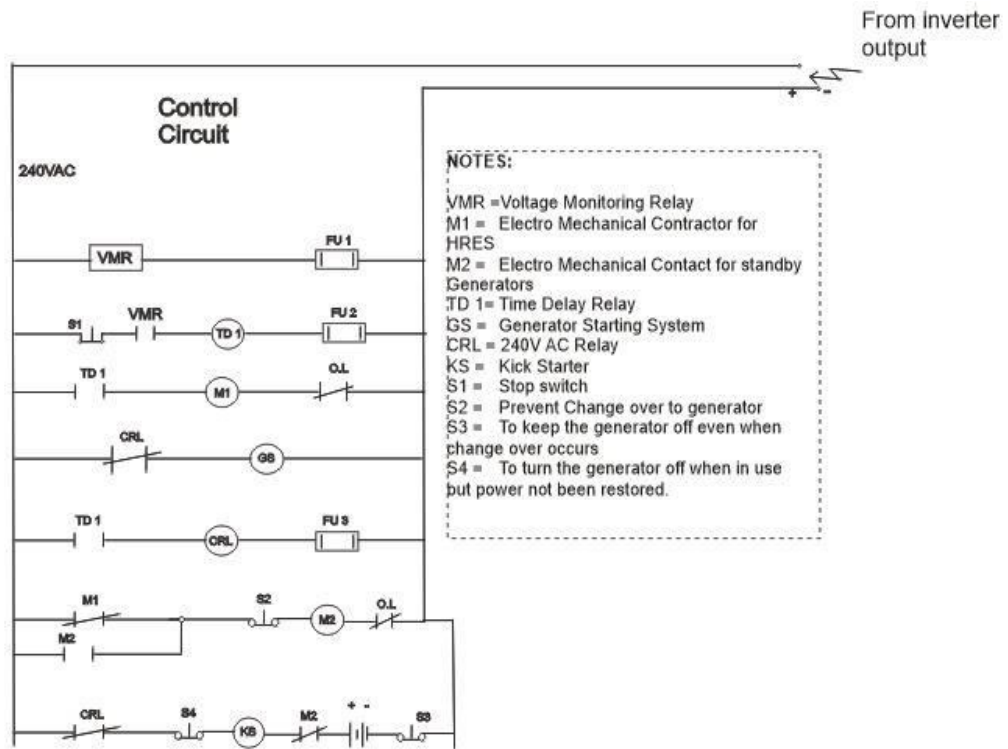 From inverter
output
+ -
Control
Circuit
240VAC
VMR
FU 1
S1
VMR
TD 1
FU 2
TD 1
M1
O.L
CRL
GS
TD 1
CRL
FU 3
M1
S2
M2
O.L
M2
CRL
S4
KS
M2
+ -
S3
NOTES:
VMR =Voltage Monitoring Relay
M1 = Electro Mechanical Contractor for
HRES
M2 = Electro Mechanical Contact for standby
Generators
TD 1= Time Delay Relay
GS = Generator Starting System
CRL = 240V AC Relay
KS = Kick Starter
S1 = Stop switch
S2 = Prevent Change over to generator
S3 = To keep the generator off even when
change over occurs
S4 = To turn the generator off when in use
but power not been restored.